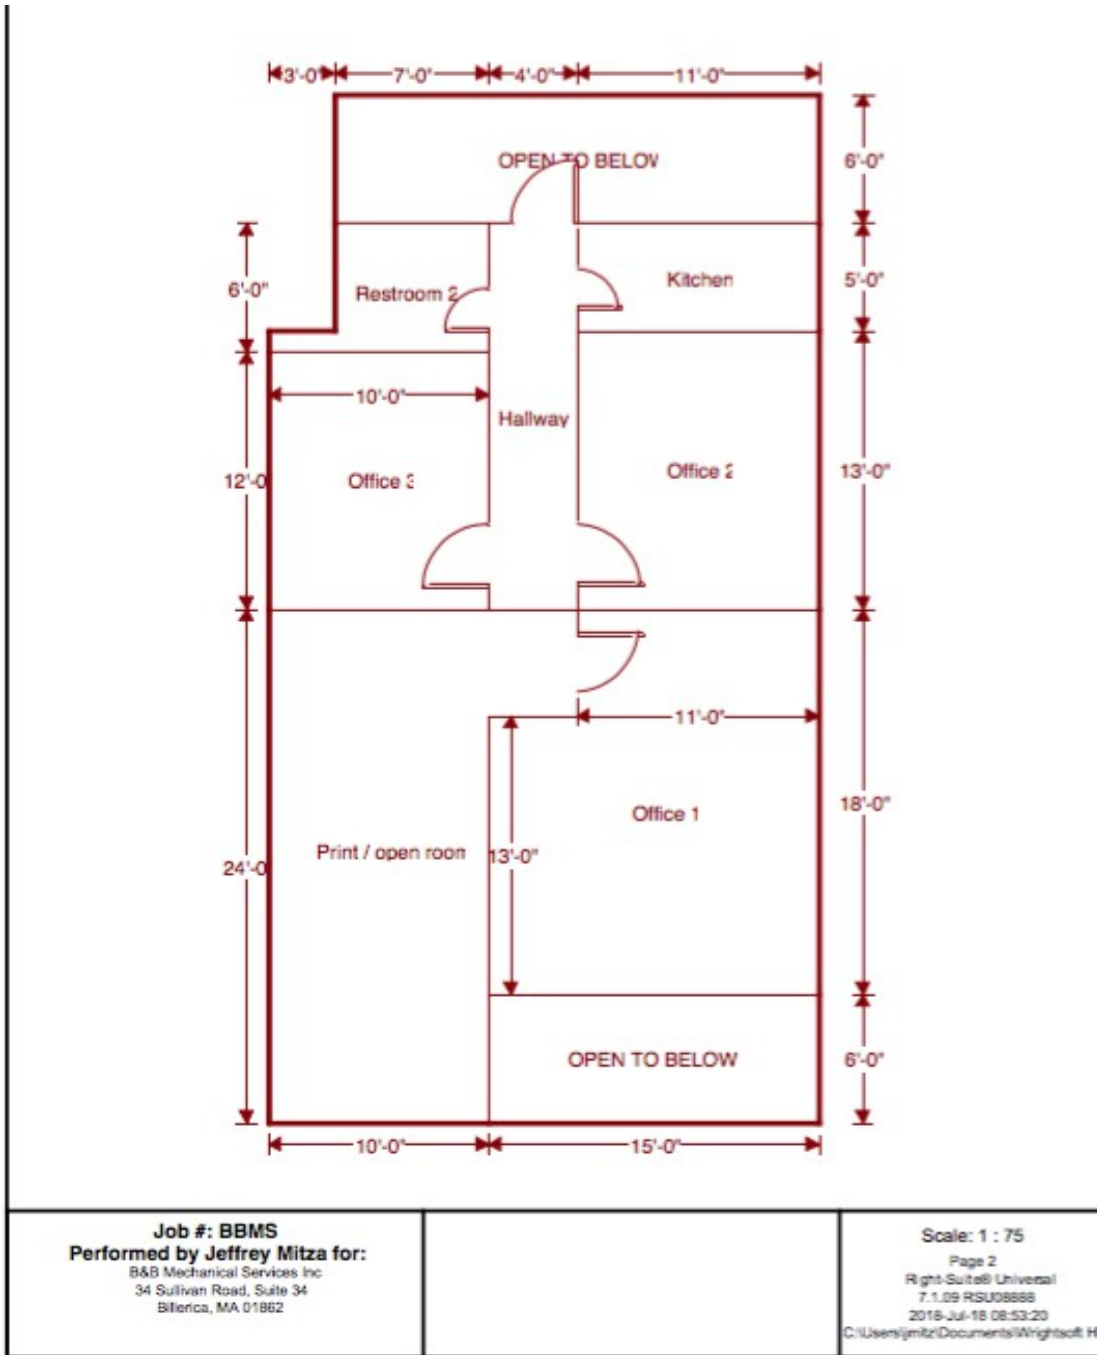 3'-0" 7'-0" 4'-0" 11'-0"
OPEN TO BELOW
6'-0"
6'-0"
Restroom 2
Kitchen
5'-0"
10'-0"
Hallway
12'-0
Office 3
Office 2
13'-0"
11'-0"
Office 1
18'-0"
Print / open room
13'-0"
24'-0
OPEN TO BELOW
6'-0"
10'-0" 15'-0"
Job #: BBMS
Performed by Jeffrey Mitza for:
B&B Mechanical Services Inc
34 Sullivan Road, Suite 34
Billerica, MA 01862
Scale: 1 : 75
Page 2
Right-Suite® Universal
7.1.09 RSU08888
2018-Jul-18 08:53:20
C:\Users\jmitz\Documents\Wrightsoft H